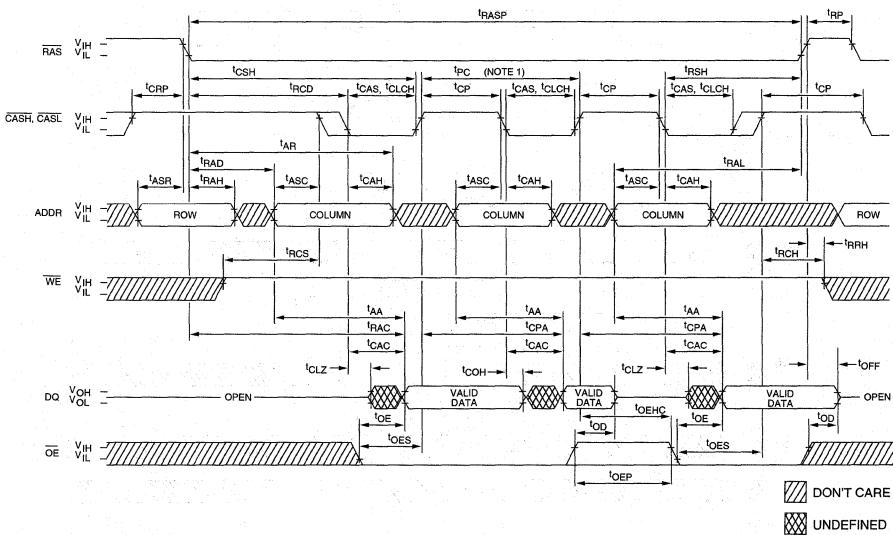 tRASP tRP
RAS VIH
VIL
tCSH tPC (NOTE 1) tRSH
tCRP tRCD tCAS, tCLCH tCP tCAS, tCLCH tCP tCAS, tCLCH tCP
CASH, CASL VIH
VIL
tAR
tRAD tRAL
tASR tRAH tASC tCAH tASC tCAH tASC tCAH
ADDR VIH
VIL
ROW COLUMN COLUMN COLUMN ROW
tRRH
tRCS tRCH
WE VIH
VIL
tAA tAA tAA
tRAC tCPA tCPA
tCAC tCAC tCAC
tCLZ tCOH tCLZ tOFF
DQ VOH
VOL
OPEN VALID DATA VALID DATA VALID DATA OPEN
tOE tOEHC tOE tOD
tOES tOD tOES
OE VIH
VIL
tOEP
DON'T CARE
UNDEFINED